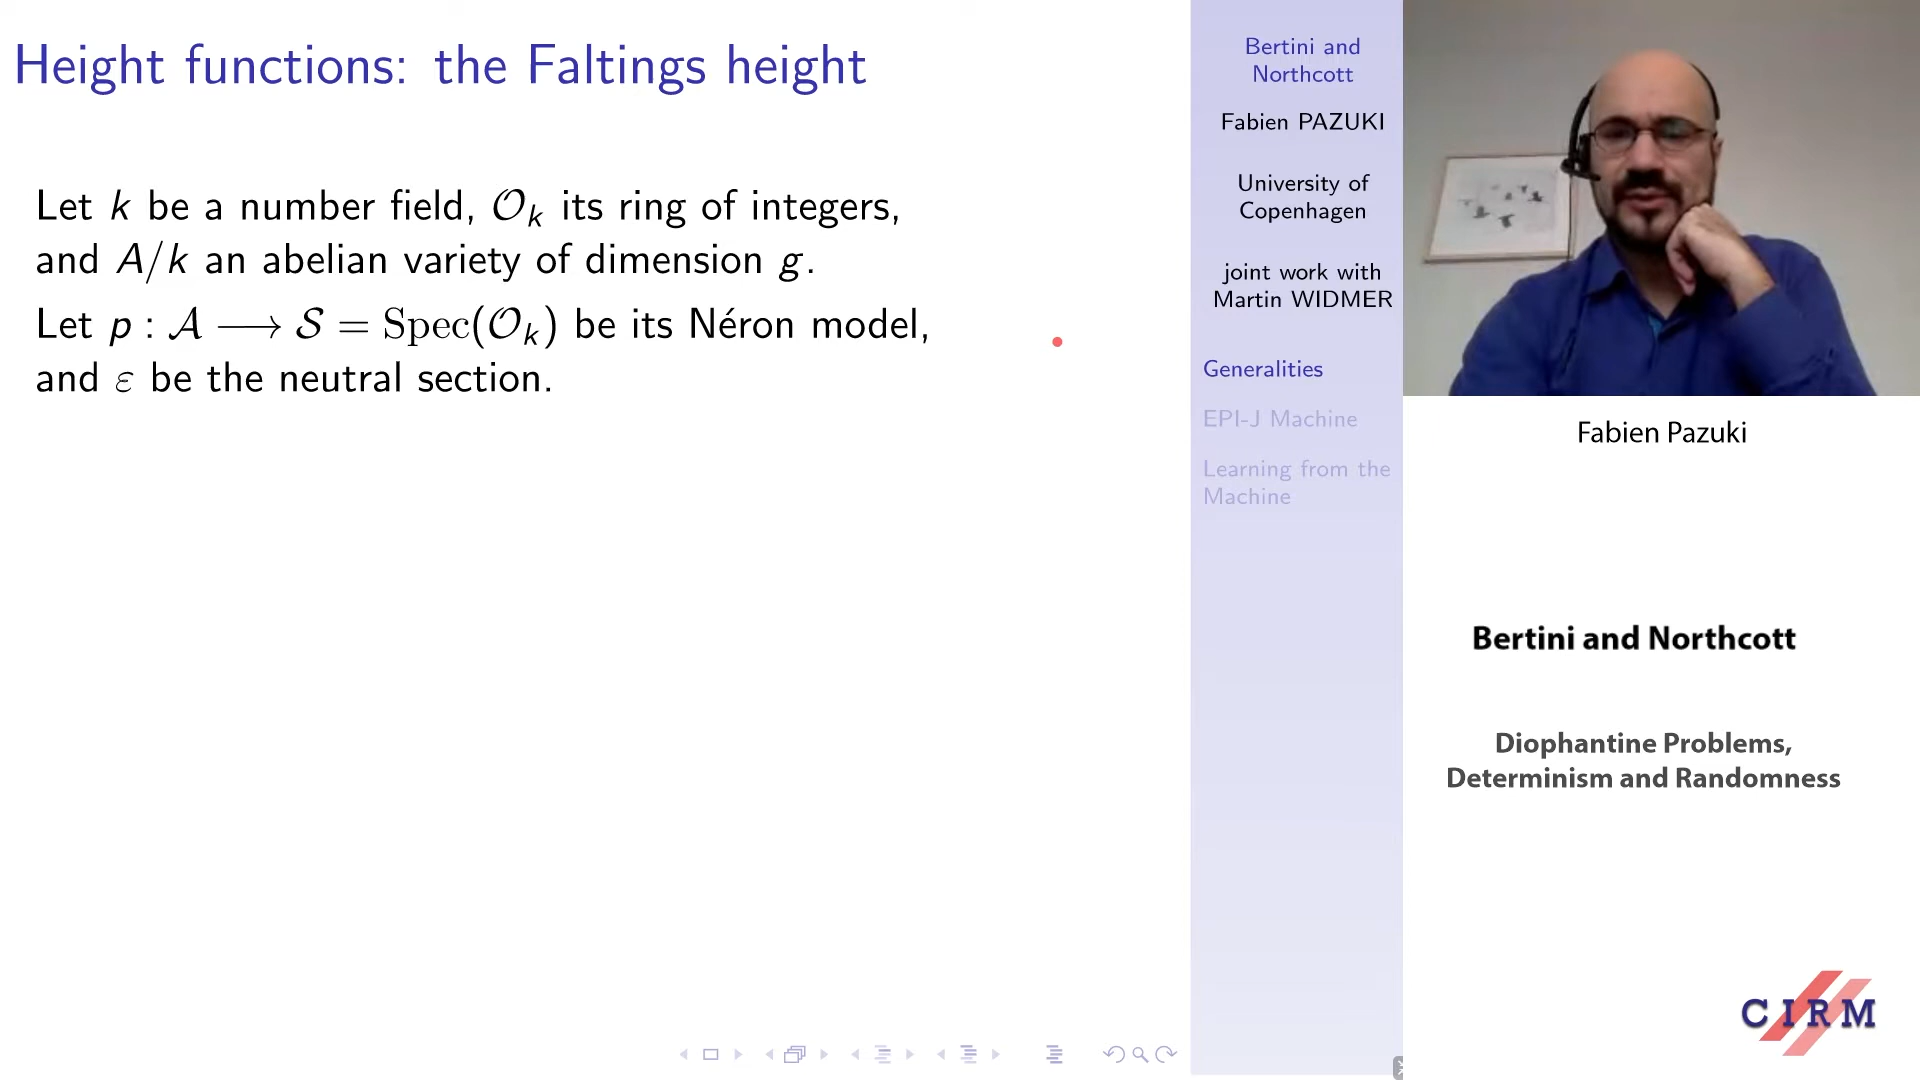 Height functions: the Faltings height
Let k be a number field, 𝒪ₖ its ring of integers,
and A/k an abelian variety of dimension g.
Let p : 𝒜 ⟶ 𝒮 = Spec(𝒪ₖ) be its Néron model,
and ε be the neutral section.
Bertini and
Northcott
Fabien PAZUKI
University of
Copenhagen
joint work with
Martin WIDMER
Generalities
EPI-J Machine
Learning from the
Machine
Fabien Pazuki
Bertini and Northcott
Diophantine Problems,
Determinism and Randomness
CIRM